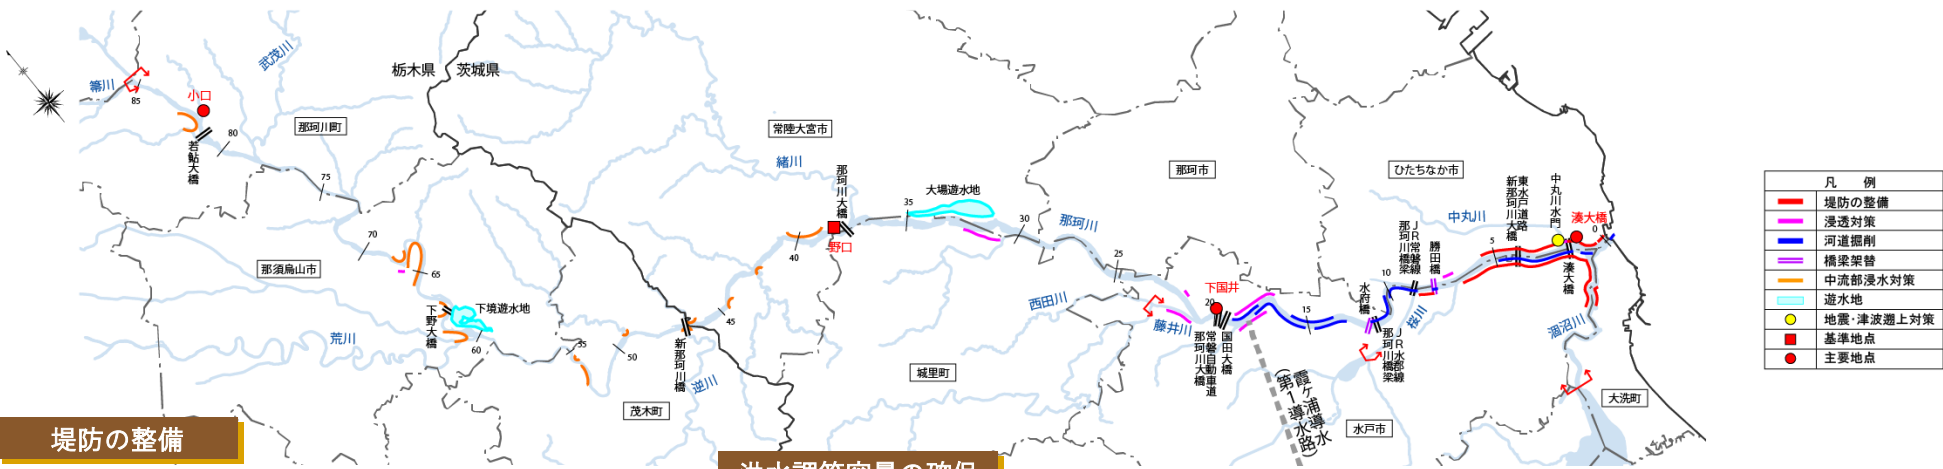 栃木県
茨城県
武茂川
箒川
85
小口
80
若鮎大橋
那珂川町
75
70
那須烏山市
65
下野大橋
下境遊水地
60
荒川
55
50
茂木町
新那珂川橋
逆川
45
40
野口
那珂川大橋
常陸大宮市
緒川
35
大場遊水地
30
那珂川
25
西田川
藤井川
城里町
那珂市
下国井
20
国田大橋
常磐自動車道
那珂川大橋
霞ヶ浦導水
(第1導水路)
15
水戸市
水府橋
JR水郡線
那珂川橋梁
10
桜川
JR常磐線
那珂川橋梁
勝田橋
ひたちなか市
中丸川
5
東水戸道路
新那珂川大橋
中丸川水門
湊大橋
0
湊大橋
涸沼川
大洗町
凡 例
堤防の整備
浸透対策
河道掘削
橋梁架替
中流部浸水対策
遊水地
地震・津波遡上対策
基準地点
主要地点
堤防の整備
洪水調節容量の確保